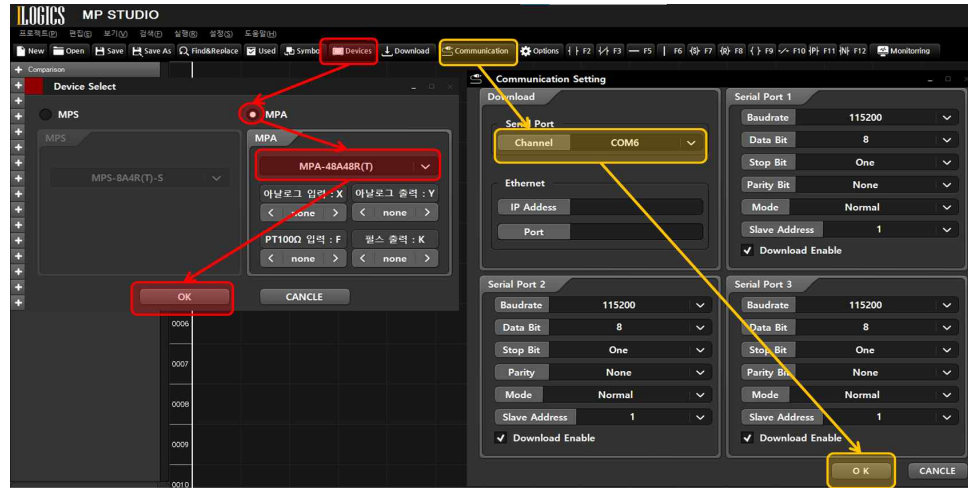 ILOGICS MP STUDIO
프로젝트(P) 편집(E) 보기(V) 검색(F) 실행(R) 설정(S) 도움말(H)
New Open Save Save As Find&Replace Used Symbo Devices Download Communication Options F2 F3 F5 F6 F7 F8 F9 F10 F11 F12 Monitorring
Comparison
Device Select
MPS
MPA
MPS
MPS-8A4R(T)-S
MPA
MPA-48A48R(T)
아날로그 입력 : X 아날로그 출력 : Y
< none > < none >
PT100Ω 입력 : F 펄스 출력 : K
< none > < none >
OK
CANCLE
0006
0007
0008
0009
0010
Communication Setting
Download
Serial Port
Channel COM6
Ethernet
IP Addess
Port
Serial Port 1
Baudrate 115200
Data Bit 8
Stop Bit One
Parity Bit None
Mode Normal
Slave Address 1
Download Enable
Serial Port 2
Baudrate 115200
Data Bit 8
Stop Bit One
Parity None
Mode Normal
Slave Address 1
Download Enable
Serial Port 3
Baudrate 115200
Data Bit 8
Stop Bit One
Parity Bit None
Mode Normal
Slave Address 1
Download Enable
O K
CANCLE